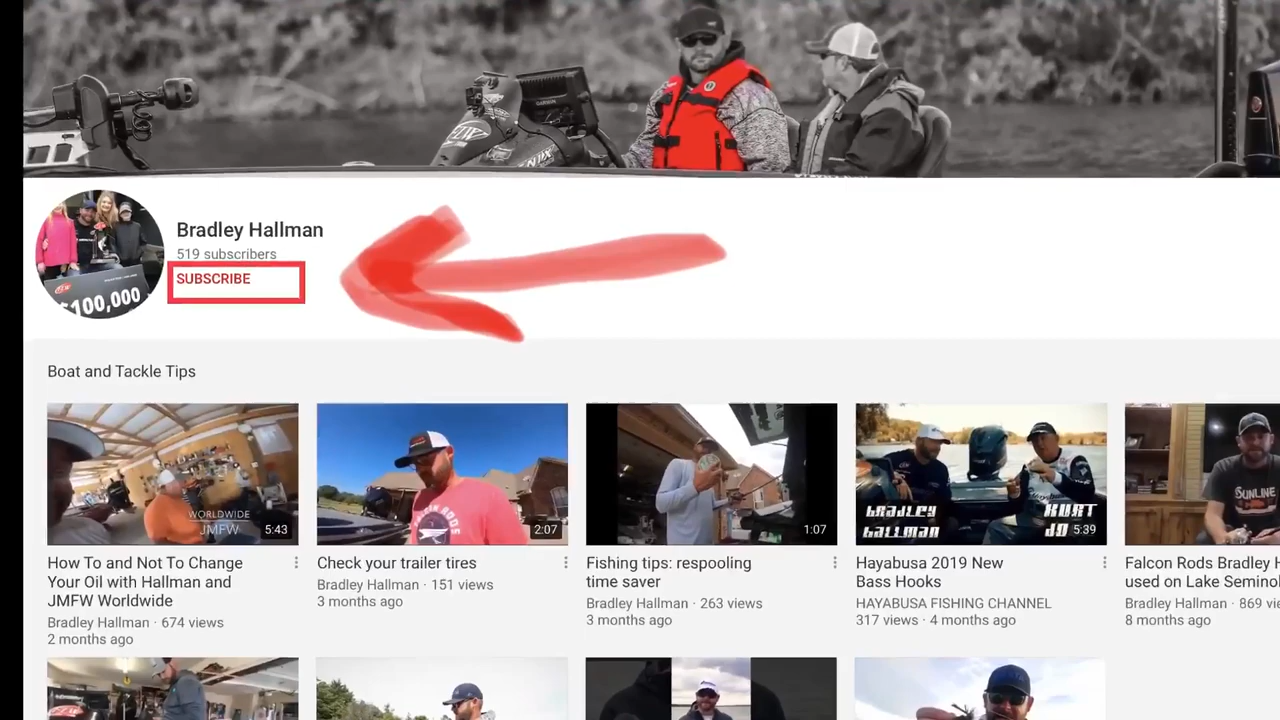 GARMIN
FLW
Bradley Hallman
519 subscribers
SUBSCRIBE
$100,000
Boat and Tackle Tips
WORLDWIDE
JMFW
5:43
2:07
1:07
BRADLEY
HALLMAN
KURT
5:39
SUNLINE
How To and Not To Change
Your Oil with Hallman and
JMFW Worldwide
Bradley Hallman · 674 views
2 months ago
Check your trailer tires
Bradley Hallman · 151 views
3 months ago
Fishing tips: respooling
time saver
Bradley Hallman · 263 views
3 months ago
Hayabusa 2019 New
Bass Hooks
HAYABUSA FISHING CHANNEL
317 views · 4 months ago
Falcon Rods Bradley H
used on Lake Seminol
Bradley Hallman · 869 vie
8 months ago